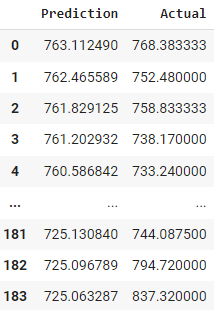 Prediction Actual
0 763.112490 768.383333
1 762.465589 752.480000
2 761.829125 758.833333
3 761.202932 738.170000
4 760.586842 733.240000
... ... ...
181 725.130840 744.087500
182 725.096789 794.720000
183 725.063287 837.320000